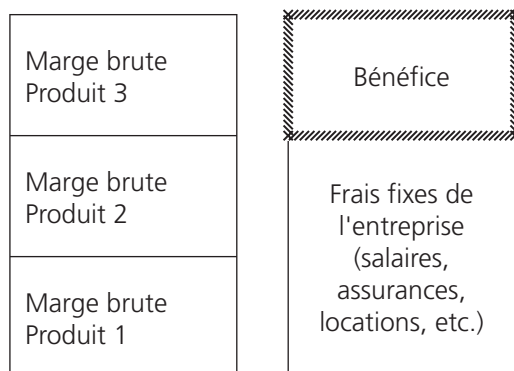 Marge brute
Produit 3
Marge brute
Produit 2
Marge brute
Produit 1
Bénéfice
Frais fixes de
l'entreprise
(salaires,
assurances,
locations, etc.)